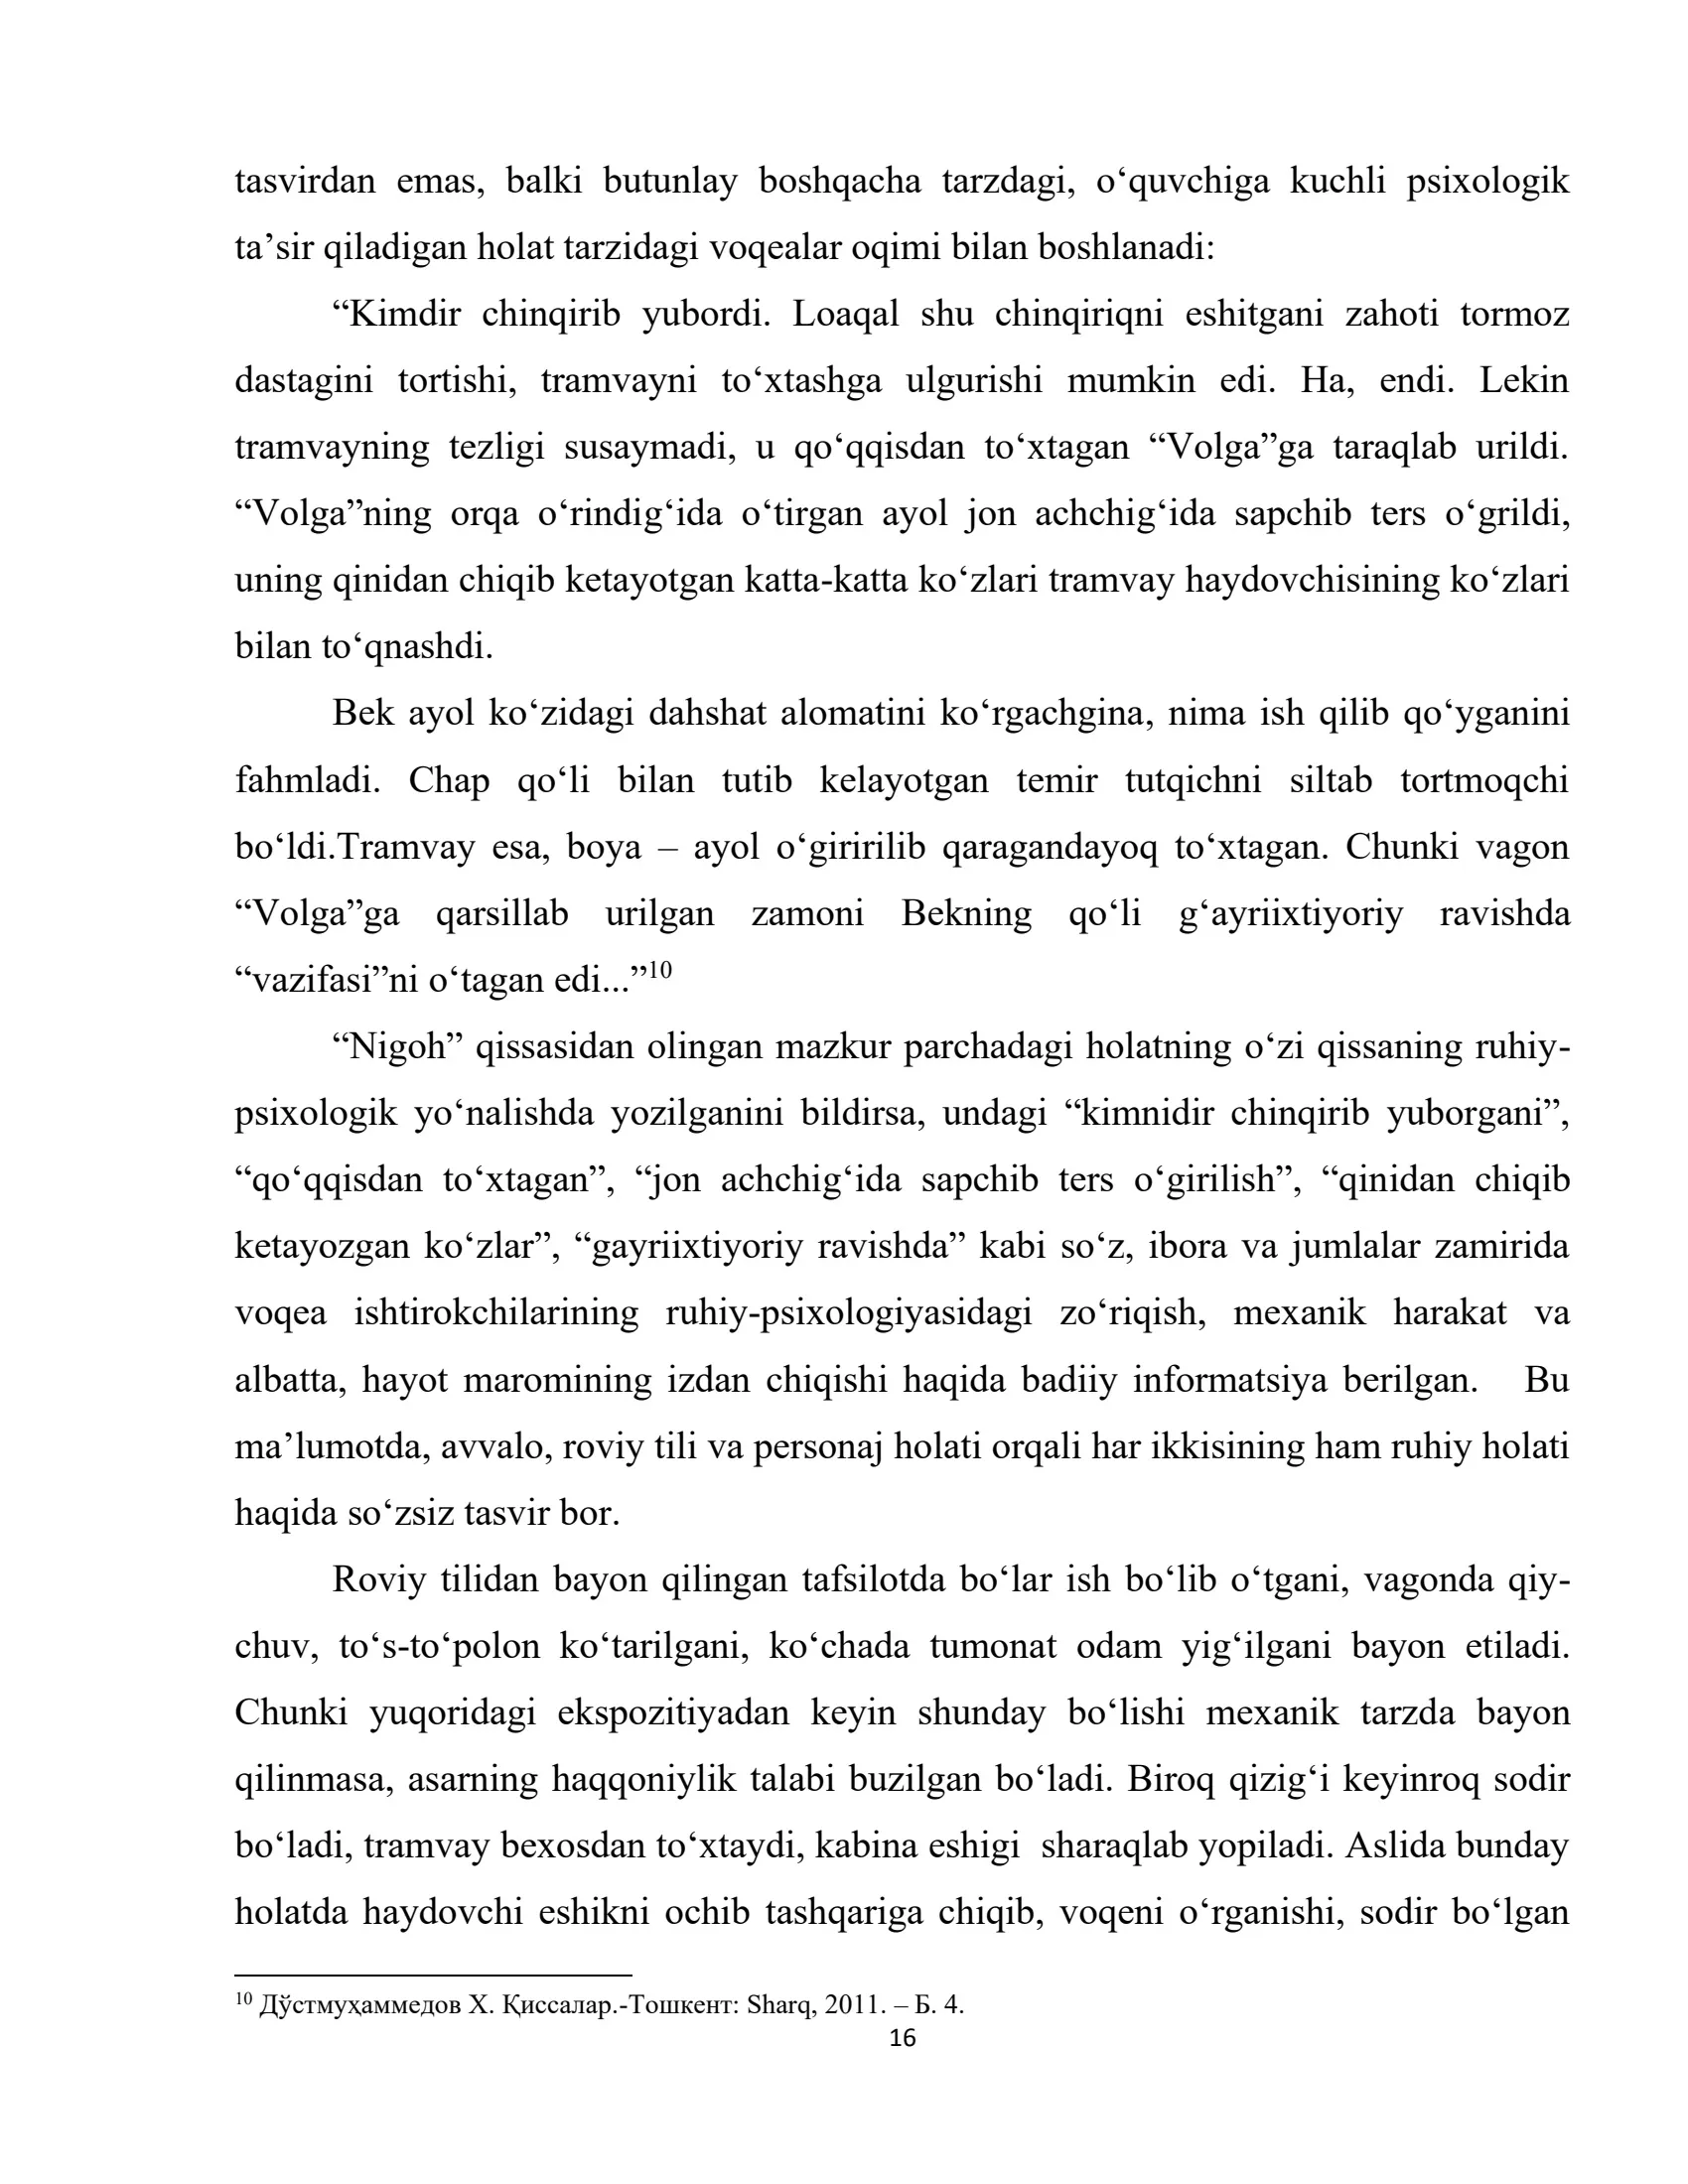 tasvirdan emas, balki butunlay boshqacha tarzdagi, o‘quvchiga kuchli psixologik
ta’sir qiladigan holat tarzidagi voqealar oqimi bilan boshlanadi:
“Kimdir chinqirib yubordi. Loaqal shu chinqiriqni eshitgani zahoti tormoz
dastagini tortishi, tramvayni to‘xtashga ulgurishi mumkin edi. Ha, endi. Lekin
tramvayning tezligi susaymadi, u qo‘qqisdan to‘xtagan “Volga”ga taraqlab urildi.
“Volga”ning orqa o‘rindig‘ida o‘tirgan ayol jon achchig‘ida sapchib ters o‘grildi,
uning qinidan chiqib ketayotgan katta-katta ko‘zlari tramvay haydovchisining ko‘zlari
bilan to‘qnashdi.
Bek ayol ko‘zidagi dahshat alomatini ko‘rgachgina, nima ish qilib qo‘yganini
fahmladi. Chap qo‘li bilan tutib kelayotgan temir tutqichni siltab tortmoqchi
bo‘ldi.Tramvay esa, boya – ayol o‘giririlib qaragandayoq to‘xtagan. Chunki vagon
“Volga”ga qarsillab urilgan zamoni Bekning qo‘li g‘ayriixtiyoriy ravishda
“vazifasi”ni o‘tagan edi...”10
“Nigoh” qissasidan olingan mazkur parchadagi holatning o‘zi qissaning ruhiy-
psixologik yo‘nalishda yozilganini bildirsa, undagi “kimnidir chinqirib yuborgani”,
“qo‘qqisdan to‘xtagan”, “jon achchig‘ida sapchib ters o‘girilish”, “qinidan chiqib
ketayozgan ko‘zlar”, “gayriixtiyoriy ravishda” kabi so‘z, ibora va jumlalar zamirida
voqea ishtirokchilarining ruhiy-psixologiyasidagi zo‘riqish, mexanik harakat va
albatta, hayot maromining izdan chiqishi haqida badiiy informatsiya berilgan. Bu
ma’lumotda, avvalo, roviy tili va personaj holati orqali har ikkisining ham ruhiy holati
haqida so‘zsiz tasvir bor.
Roviy tilidan bayon qilingan tafsilotda bo‘lar ish bo‘lib o‘tgani, vagonda qiy-
chuv, to‘s-to‘polon ko‘tarilgani, ko‘chada tumonat odam yig‘ilgani bayon etiladi.
Chunki yuqoridagi ekspozitiyadan keyin shunday bo‘lishi mexanik tarzda bayon
qilinmasa, asarning haqqoniylik talabi buzilgan bo‘ladi. Biroq qizig‘i keyinroq sodir
bo‘ladi, tramvay bexosdan to‘xtaydi, kabina eshigi sharaqlab yopiladi. Aslida bunday
holatda haydovchi eshikni ochib tashqariga chiqib, voqeni o‘rganishi, sodir bo‘lgan
10 Дўстмуҳаммедов Х. Қиссалар.-Тошкент: Sharq, 2011. – Б. 4.
16